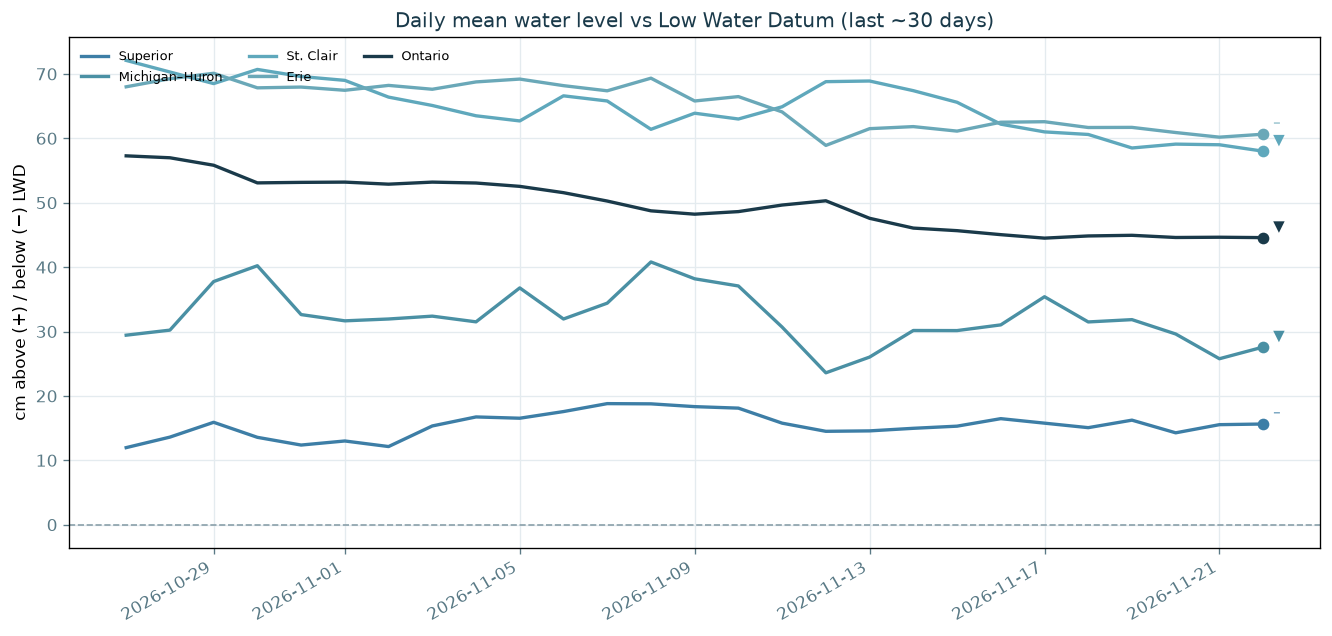 Daily mean water level vs Low Water Datum (last ~30 days)
Superior
Michigan–Huron
St. Clair
Erie
Ontario
cm above (+) / below (−) LWD
70
60
50
40
30
20
10
0
2026-10-29
2026-11-01
2026-11-05
2026-11-09
2026-11-13
2026-11-17
2026-11-21